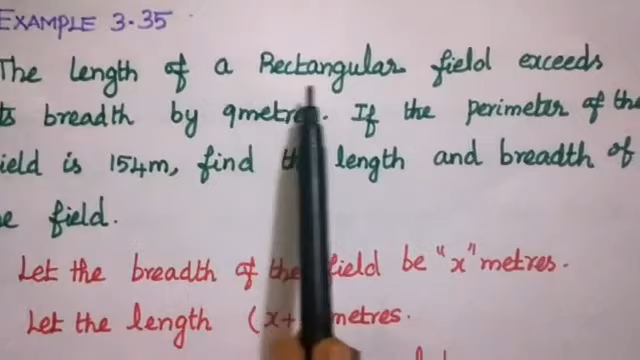 EXAMPLE 3.35
The length of a Rectangular field exceeds
ts breadth by 9metre. If the perimeter of the
ield is 154m, find th length and breadth of
e field.
Let the breadth of the field be "x" metres.
Let the length (x+ metres.